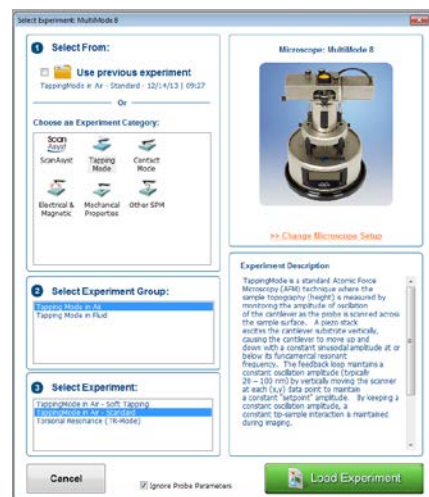 Select Experiment: MultiMode 8
1 Select From:
Use previous experiment
TappingMode in Air - Standard - 12/14/13 | 09:27
Or
Choose an Experiment Category:
Scan
Asyst
ScanAsyst
Tapping
Mode
Contact
Mode
Electrical &
Magnetic
Mechanical
Properties
Other SPM
2 Select Experiment Group:
Tapping Mode in Air
Tapping Mode in Fluid
3 Select Experiment:
TappingMode in Air - Soft Tapping
TappingMode in Air - Standard
Torsional Resonance (TR-Mode)
Cancel
Ignore Probe Parameters
Microscope: MultiMode 8
>> Change Microscope Setup
Experiment Description
TappingMode is a standard Atomic Force
Microscopy (AFM) technique where the
sample topography (height) is measured by
monitoring the amplitude of oscillation
of the cantilever as the probe is scanned across
the sample surface. A piezo stack
excites the cantilever substrate vertically,
causing the cantilever to move up and
down with a constant sinusoidal amplitude at or
below its fundamental resonant
frequency. The feedback loop maintains a
constant oscillation amplitude (typically
20 – 100 nm) by vertically moving the scanner
at each (x,y) data point to maintain
a constant "setpoint" amplitude. By keeping a
constant oscillation amplitude, a
constant tip-sample interaction is maintained
during imaging.
Load Experiment